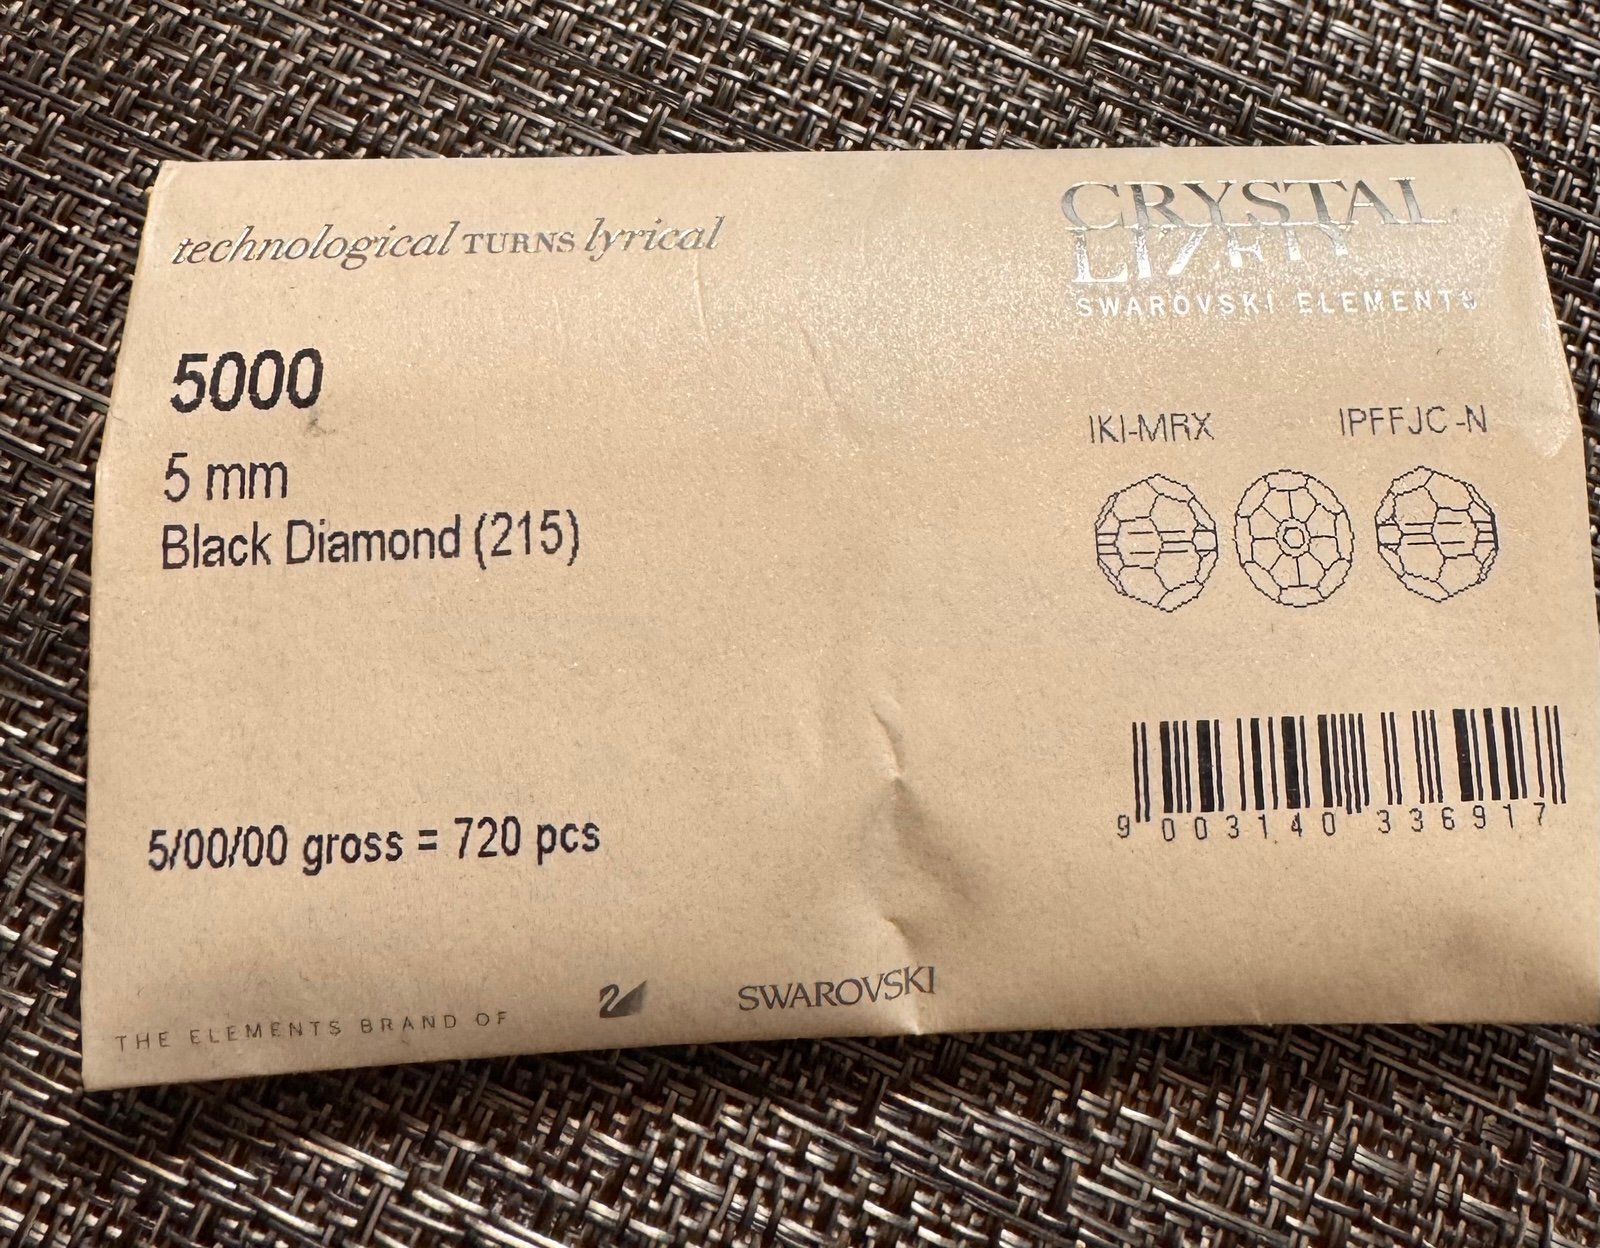 technological TURNS lyrical
CRYSTAL
SWAROVSKI ELEMENTS
5000
5 mm
Black Diamond (215)
IKI-MRX IPFFJC -N
5/00/00 gross = 720 pcs
9 003140 336917
THE ELEMENTS BRAND OF SWAROVSKI